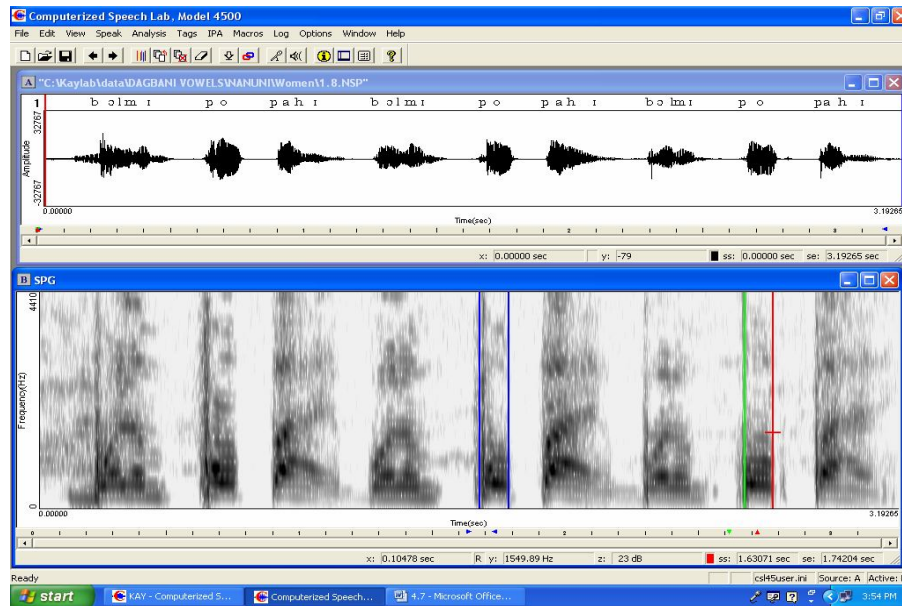 Computerized Speech Lab, Model 4500
File Edit View Speak Analysis Tags IPA Macros Log Options Window Help
A "C:\Kaylab\data\DAGBANI VOWELS\NANUNI\Women\1.8.NSP"
1 b ɔlm ɪ p o pah ɪ b ɔlmɪ p o pah ɪ bɔlmɪ p o pa h ɪ
32767
Amplitude
-32767
0.00000 3.19265
Time(sec)
x: 0.00000 sec y: -79 ss: 0.00000 sec se: 3.19265 sec
B SPG
4410
Frequency(Hz)
0
0.00000 3.19265
Time(sec)
x: 0.10478 sec R y: 1549.89 Hz z: 23 dB ss: 1.63071 sec se: 1.74204 sec
Ready csl45user.ini Source: A Active:
start KAY - Computerized S... Computerized Speech... 4.7 - Microsoft Office... 3:54 PM